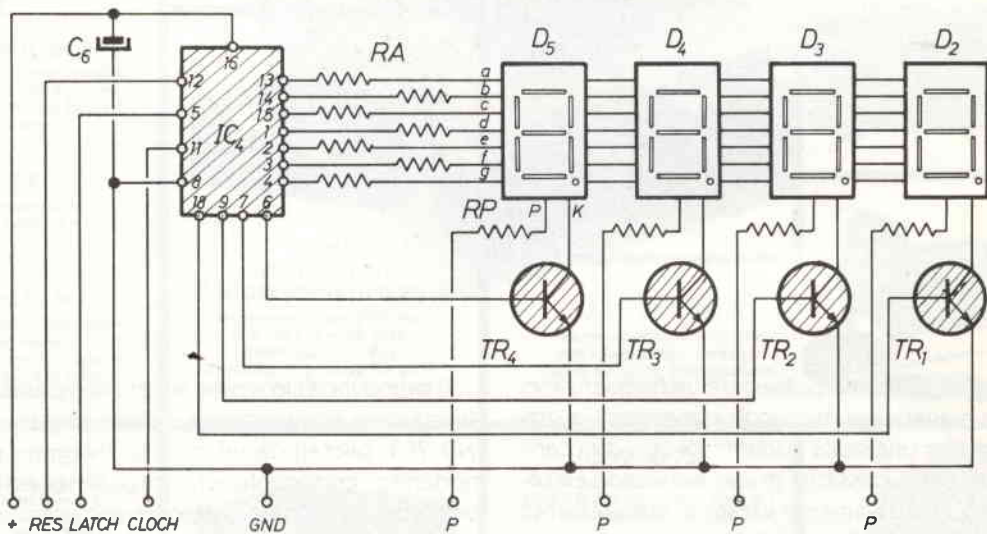 C6
16
RA
D5
D4
D3
D2
12
13
a
14
b
5
15
c
IC4
1
d
11
2
e
3
f
8
4
g
9 7 6
RP
P
K
TR4
TR3
TR2
TR1
+ RES LATCH CLOCH
GND
P
P
P
P